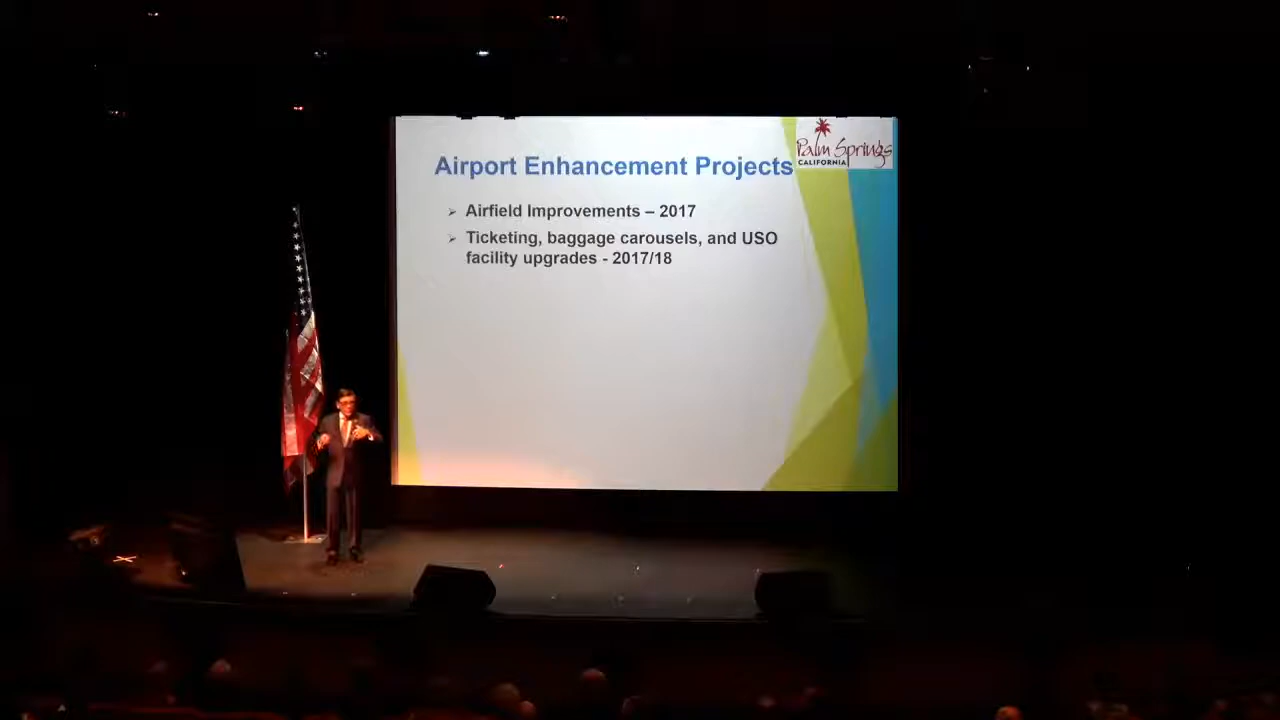 Palm Springs
CALIFORNIA
Airport Enhancement Projects
➢ Airfield Improvements – 2017
➢ Ticketing, baggage carousels, and USO
facility upgrades - 2017/18